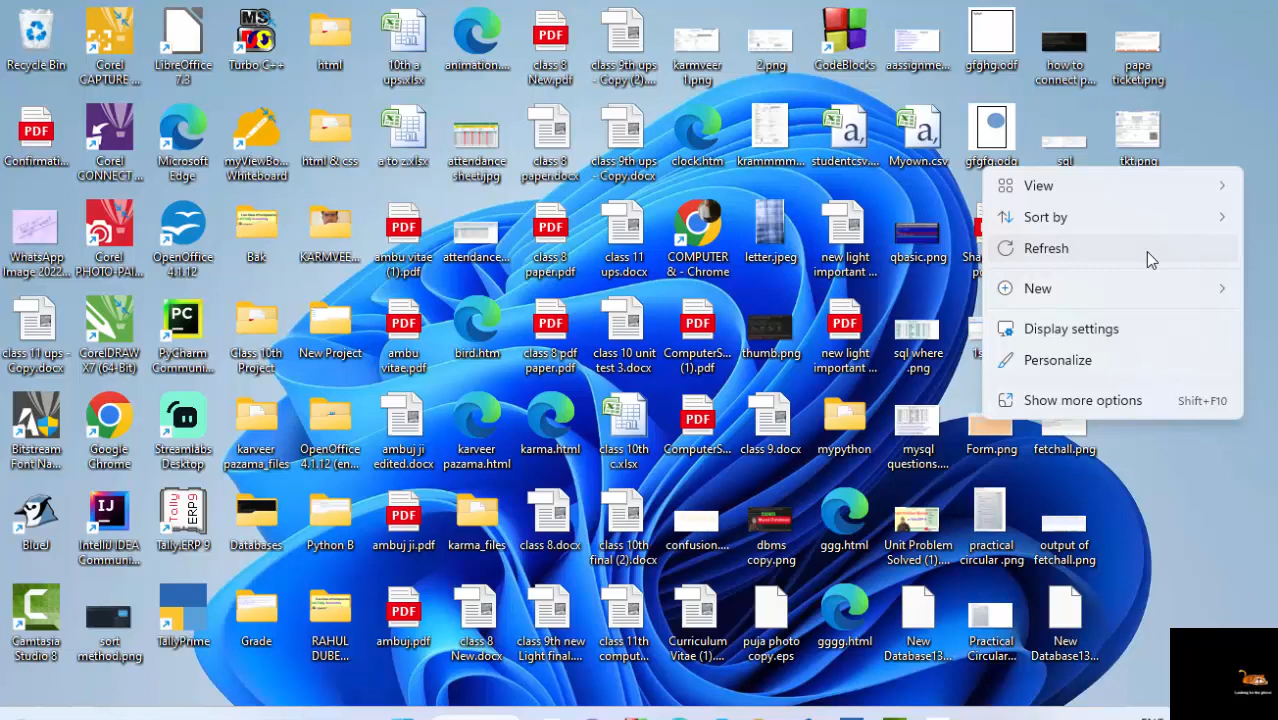 Recycle Bin
Corel
CAPTURE ...
LibreOffice
7.3
Turbo C++
html
10th a
ups.xlsx
animation....
class 8
New.pdf
class 9th ups
- Copy (2)....
karmveer
1.png
2.png
CodeBlocks
aassignme...
gfghg.odf
how to
connect p...
papa
ticket.png
Confirmati...
Corel
CONNECT ...
Microsoft
Edge
myViewBo...
Whiteboard
html & css
a to z.xlsx
attendance
sheet.jpg
class 8
paper.docx
class 9th ups
- Copy.docx
clock.htm
krammmm...
studentcsv....
Myown.csv
gfgfg.odg
sql
tkt.png
WhatsApp
Image 2022...
Corel
PHOTO-PAI...
OpenOffice
4.1.12
Bak
KARMVEE...
ambu vitae
(1).pdf
attendance...
class 8
paper.pdf
class 11
ups.docx
COMPUTER
& - Chrome
letter.jpeg
new light
important ...
qbasic.png
class 11 ups -
Copy.docx
CorelDRAW
X7 (64-Bit)
PyCharm
Communi...
Class 10th
Project
New Project
ambu
vitae.pdf
bird.htm
class 8 pdf
paper.pdf
class 10 unit
test 3.docx
ComputerS...
(1).pdf
thumb.png
new light
important ...
sql where
.png
Bitstream
Font Na...
Google
Chrome
Streamlabs
Desktop
karveer
pazama_files
OpenOffice
4.1.12 (en...
ambuj ji
edited.docx
karveer
pazama.html
karma.html
class 10th
c.xlsx
ComputerS...
class 9.docx
mypython
mysql
questions....
Form.png
fetchall.png
BlueJ
IntelliJ IDEA
Communi...
Tally.ERP 9
Databases
Python B
ambuj ji.pdf
karma_files
class 8.docx
class 10th
final (2).docx
confusion....
dbms
copy.png
ggg.html
Unit Problem
Solved (1)....
practical
circular .png
output of
fetchall.png
Camtasia
Studio 8
sort
method.png
TallyPrime
Grade
RAHUL
DUBE...
ambuj.pdf
class 8
New.docx
class 9th new
Light final....
class 11th
comput...
Curriculum
Vitae (1)....
puja photo
copy.eps
gggg.html
New
Database13...
Practical
Circular...
New
Database13...
View
Sort by
Refresh
New
Display settings
Personalize
Show more options Shift+F10